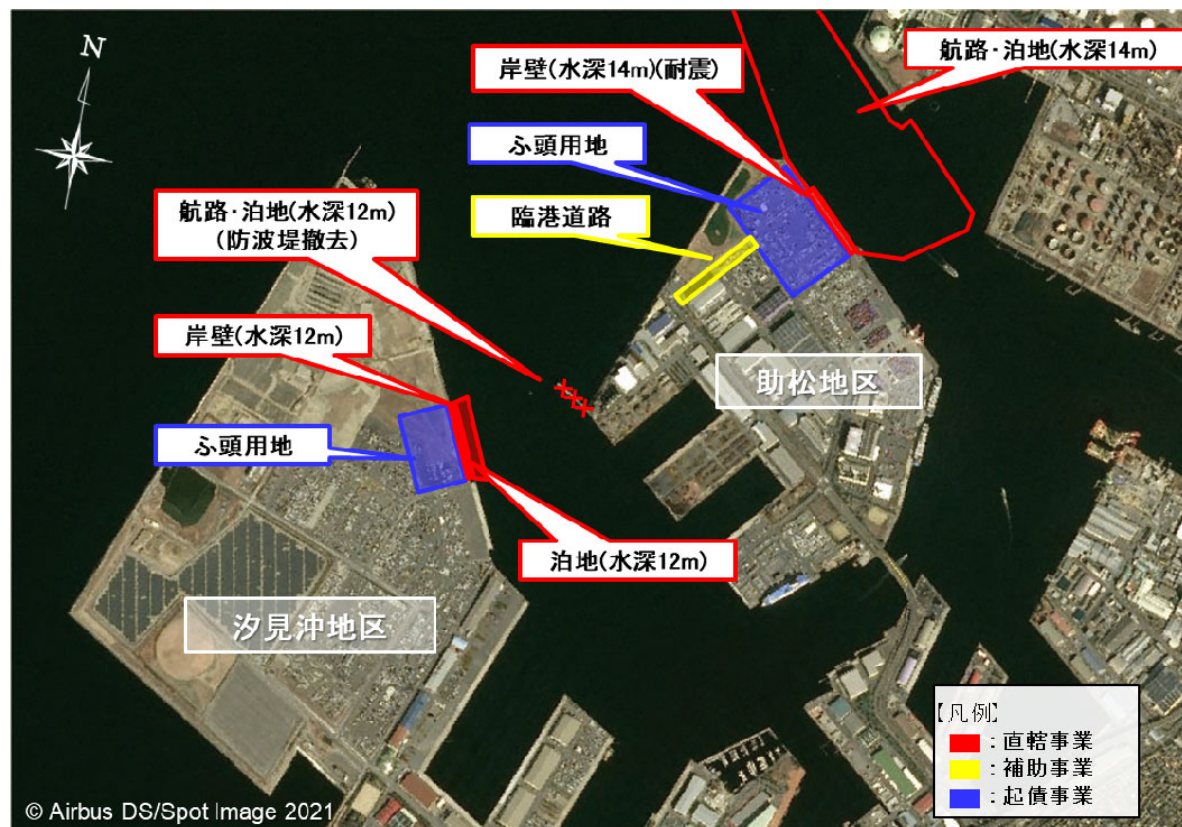 N
岸壁(水深14m)(耐震)
航路・泊地(水深14m)
ふ頭用地
航路・泊地(水深12m)
(防波堤撤去)
臨港道路
岸壁(水深12m)
助松地区
ふ頭用地
泊地(水深12m)
汐見沖地区
【凡例】
:直轄事業
:補助事業
:起債事業
© Airbus DS/Spot Image 2021